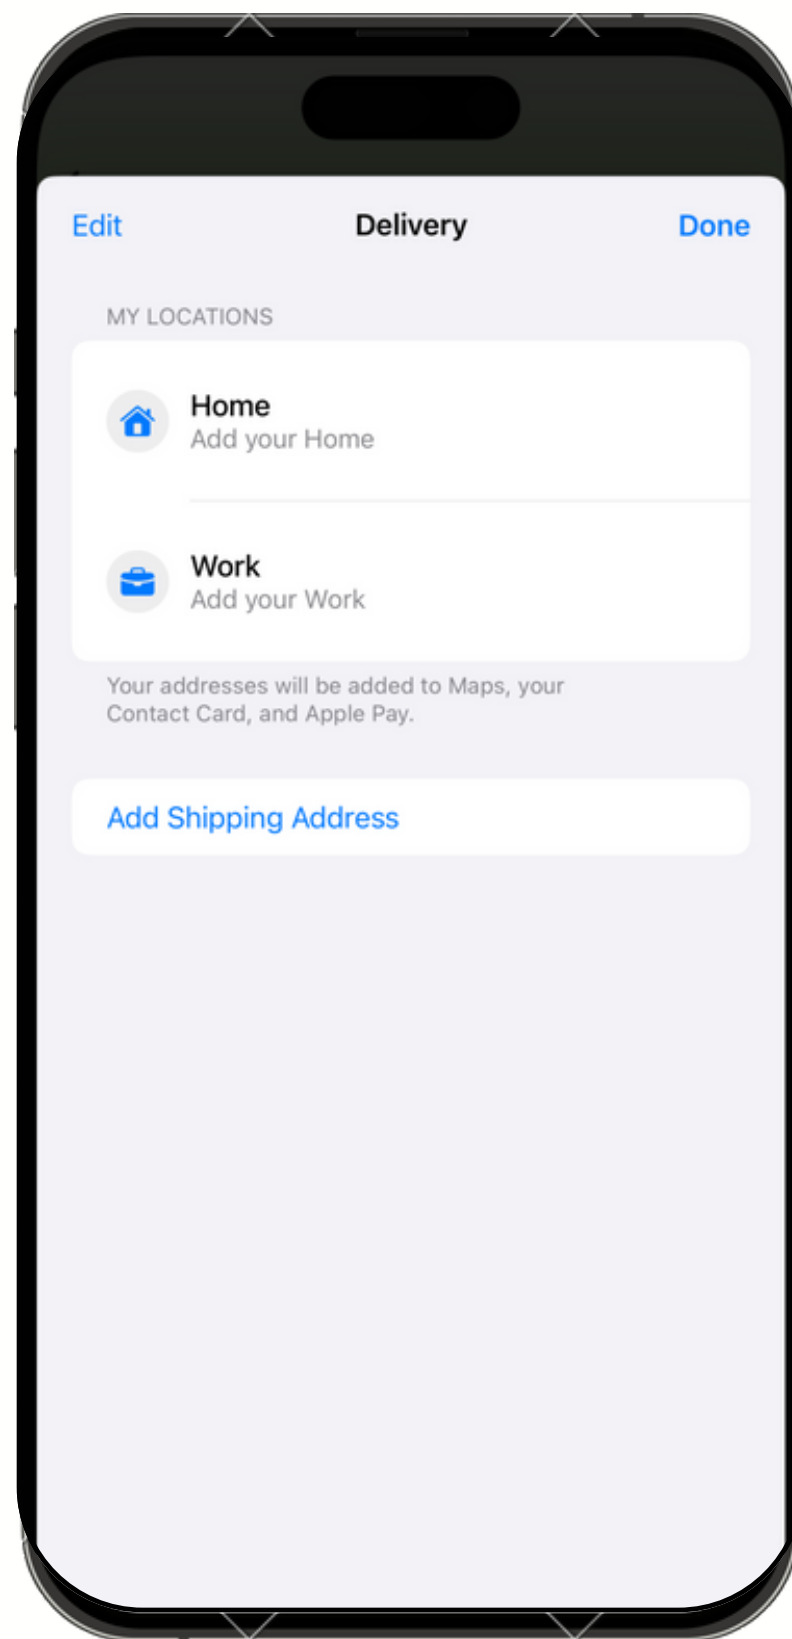 Edit
Delivery
Done
MY LOCATIONS
Home
Add your Home
Work
Add your Work
Your addresses will be added to Maps, your
Contact Card, and Apple Pay.
Add Shipping Address